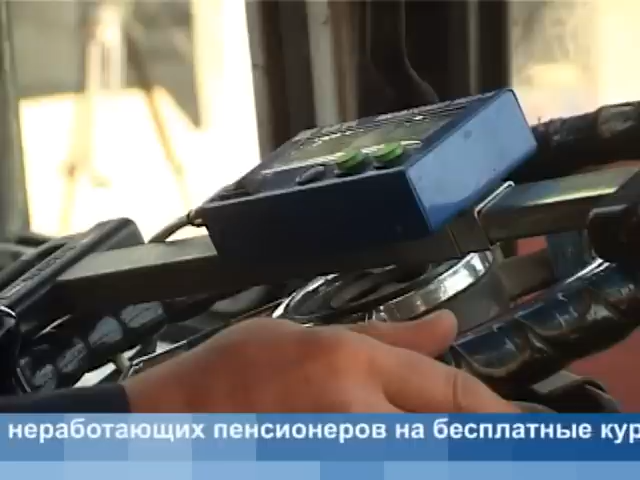 неработающих пенсионеров на бесплатные кур